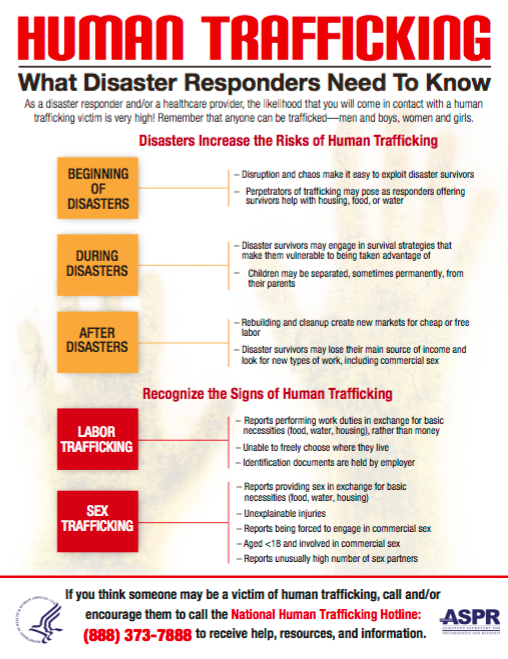 HUMAN TRAFFICKING
What Disaster Responders Need To Know
As a disaster responder and/or a healthcare provider, the likelihood that you will come in contact with a human
trafficking victim is very high! Remember that anyone can be trafficked—men and boys, women and girls.
Disasters Increase the Risks of Human Trafficking
BEGINNING
OF
DISASTERS
– Disruption and chaos make it easy to exploit disaster survivors
– Perpetrators of trafficking may pose as responders offering
survivors help with housing, food, or water
DURING
DISASTERS
– Disaster survivors may engage in survival strategies that
make them vulnerable to being taken advantage of
– Children may be separated, sometimes permanently, from
their parents
AFTER
DISASTERS
– Rebuilding and cleanup create new markets for cheap or free
labor
– Disaster survivors may lose their main source of income and
look for new types of work, including commercial sex
Recognize the Signs of Human Trafficking
LABOR
TRAFFICKING
– Reports performing work duties in exchange for basic
necessities (food, water, housing), rather than money
– Unable to freely choose where they live
– Identification documents are held by employer
SEX
TRAFFICKING
– Reports providing sex in exchange for basic
necessities (food, water, housing)
– Unexplainable injuries
– Reports being forced to engage in commercial sex
– Aged <18 and involved in commercial sex
– Reports unusually high number of sex partners
If you think someone may be a victim of human trafficking, call and/or
encourage them to call the National Human Trafficking Hotline:
(888) 373-7888 to receive help, resources, and information.
ASPR